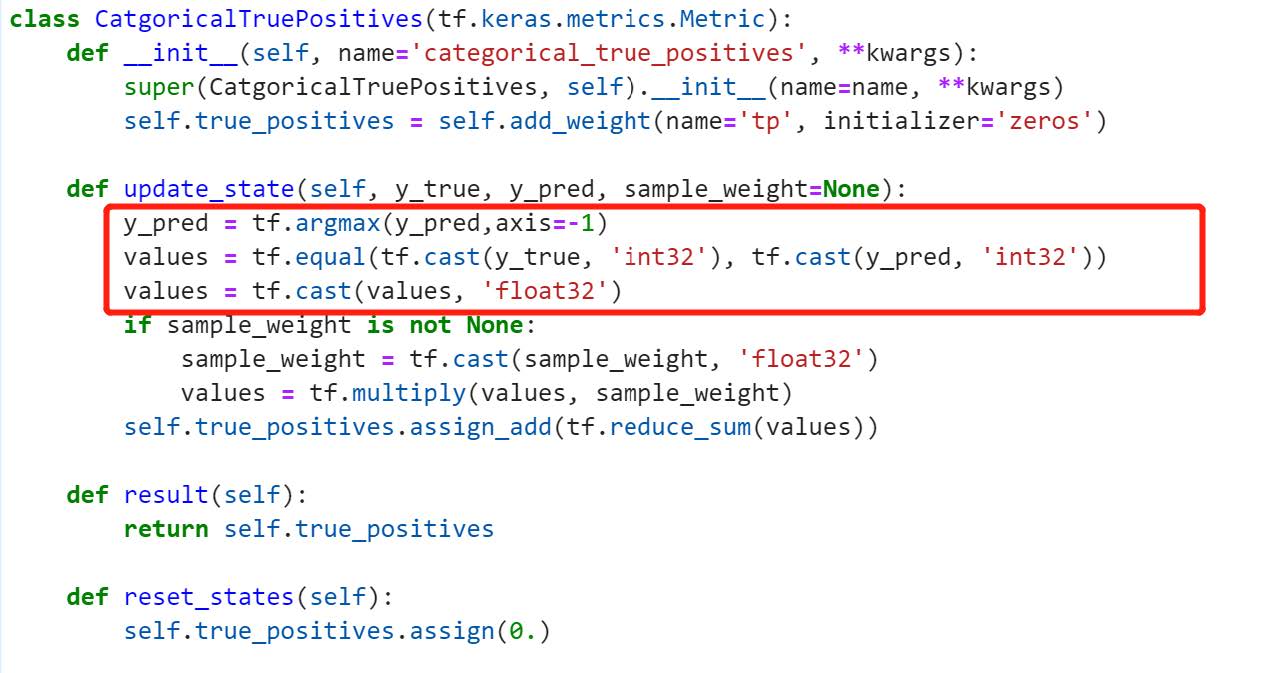 class CatgoricalTruePositives(tf.keras.metrics.Metric):
    def __init__(self, name='categorical_true_positives', **kwargs):
        super(CatgoricalTruePositives, self).__init__(name=name, **kwargs)
        self.true_positives = self.add_weight(name='tp', initializer='zeros')

    def update_state(self, y_true, y_pred, sample_weight=None):
        y_pred = tf.argmax(y_pred,axis=-1)
        values = tf.equal(tf.cast(y_true, 'int32'), tf.cast(y_pred, 'int32'))
        values = tf.cast(values, 'float32')
        if sample_weight is not None:
            sample_weight = tf.cast(sample_weight, 'float32')
            values = tf.multiply(values, sample_weight)
        self.true_positives.assign_add(tf.reduce_sum(values))

    def result(self):
        return self.true_positives

    def reset_states(self):
        self.true_positives.assign(0.)